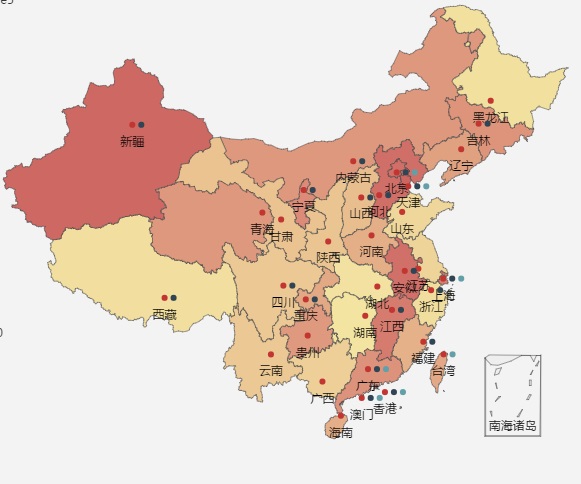 黑龙江
吉林
辽宁
新疆
内蒙古
北京
天津
宁夏
山西
河北
山东
青海
甘肃
河南
陕西
安徽
江苏
上海
四川
重庆
湖北
浙江
西藏
湖南
江西
贵州
福建
云南
台湾
广西
广东
香港
澳门
海南
南海诸岛